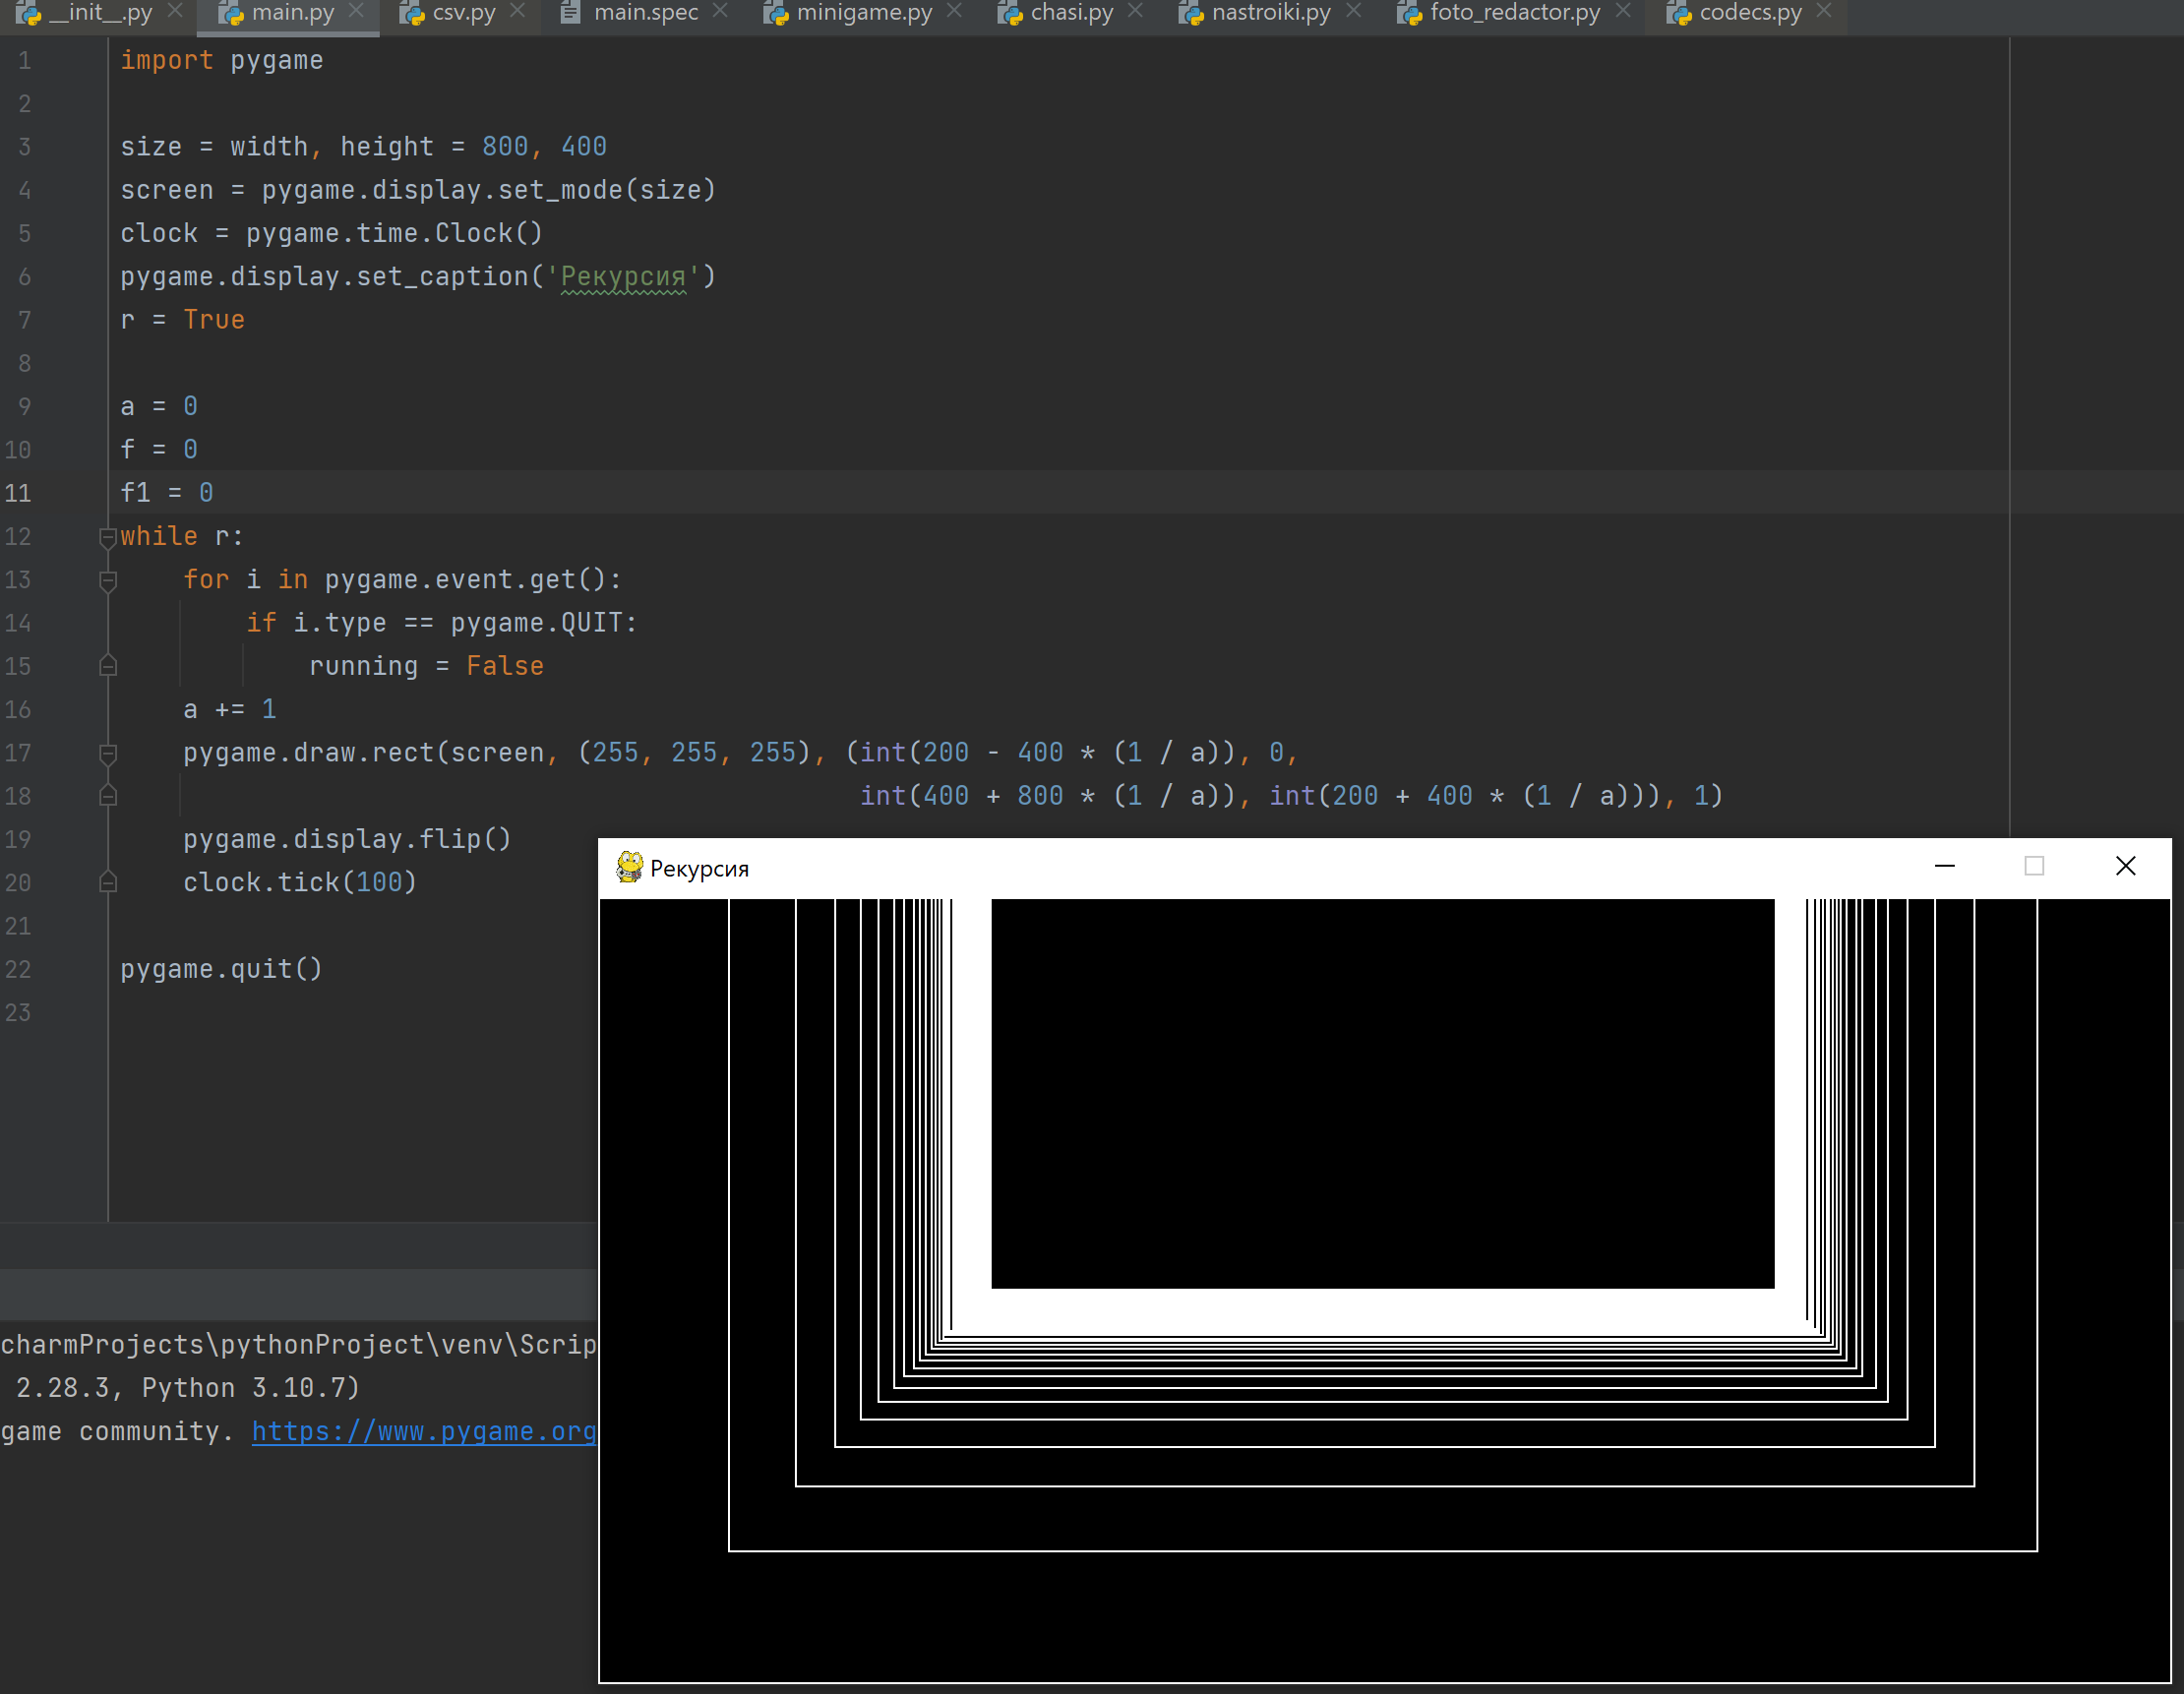 __init__.py main.py csv.py main.spec minigame.py chasi.py nastroiki.py foto_redactor.py codecs.py
1 import pygame
2
3 size = width, height = 800, 400
4 screen = pygame.display.set_mode(size)
5 clock = pygame.time.Clock()
6 pygame.display.set_caption('Рекурсия')
7 r = True
8
9 a = 0
10 f = 0
11 f1 = 0
12 while r:
13 for i in pygame.event.get():
14 if i.type == pygame.QUIT:
15 running = False
16 a += 1
17 pygame.draw.rect(screen, (255, 255, 255), (int(200 - 400 * (1 / a)), 0,
18 int(400 + 800 * (1 / a)), int(200 + 400 * (1 / a))), 1)
19 pygame.display.flip()
20 clock.tick(100)
21
22 pygame.quit()
23
Рекурсия
charmProjects\pythonProject\venv\Scrip
2.28.3, Python 3.10.7)
game community. https://www.pygame.org